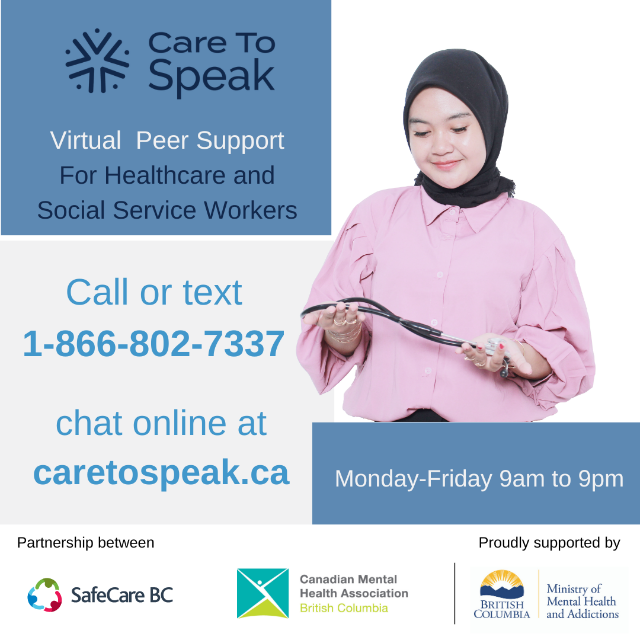 Care To
Speak
Virtual Peer Support
For Healthcare and
Social Service Workers
Call or text
1-866-802-7337
chat online at
caretospeak.ca
Monday-Friday 9am to 9pm
Partnership between
Proudly supported by
SafeCare BC
Canadian Mental
Health Association
British Columbia
BRITISH
COLUMBIA
Ministry of
Mental Health
and Addictions